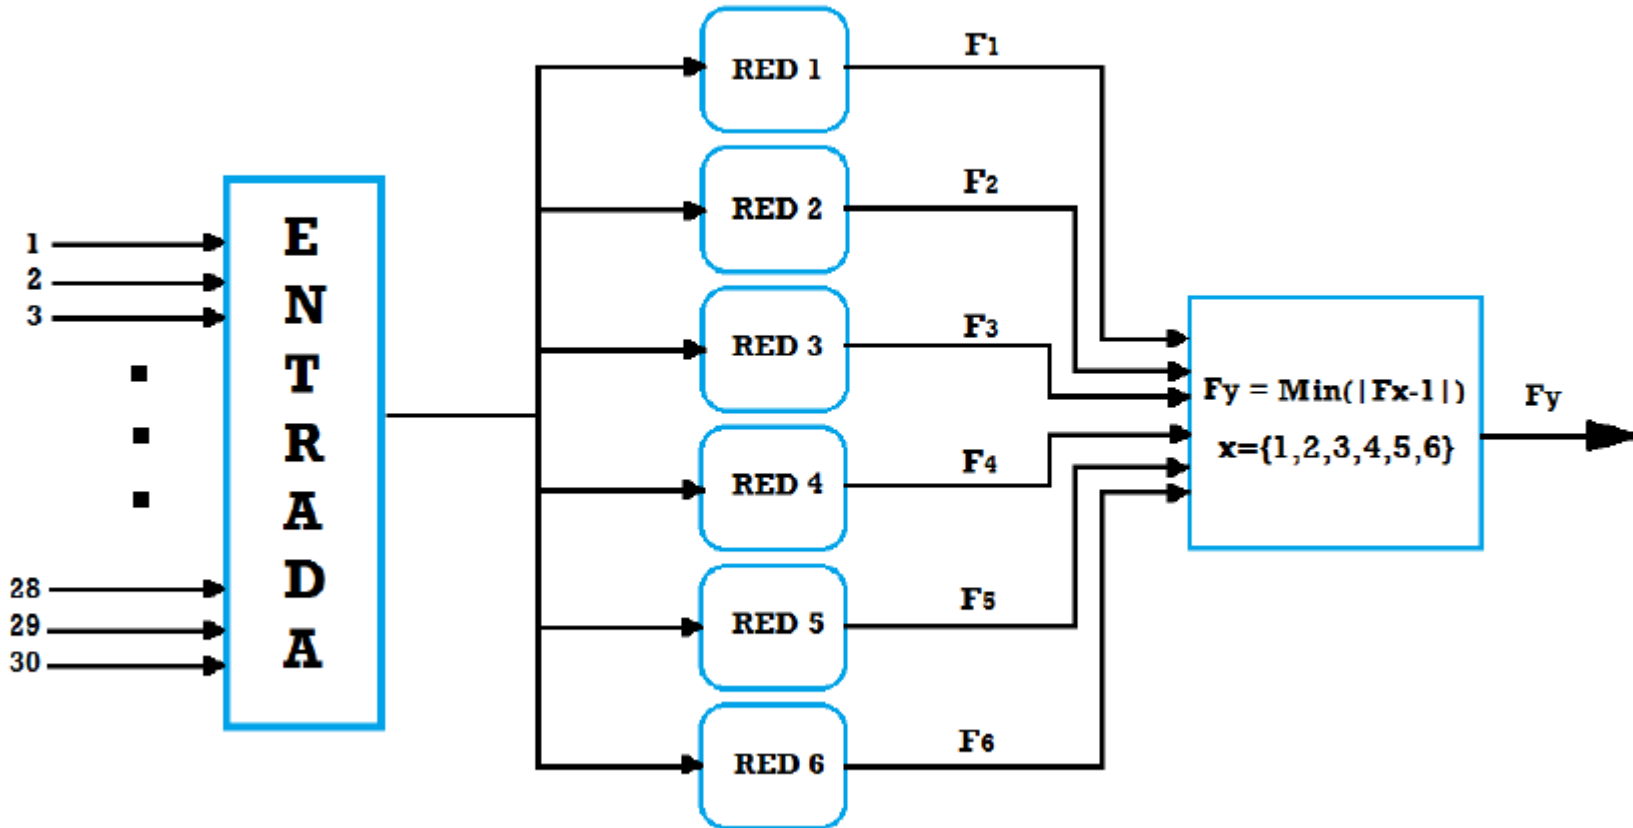 1
2
3
28
29
30
ENTRADA
RED 1
RED 2
RED 3
RED 4
RED 5
RED 6
F1
F2
F3
F4
F5
F6
Fy = Min(|Fx-1|)
x={1,2,3,4,5,6}
Fy